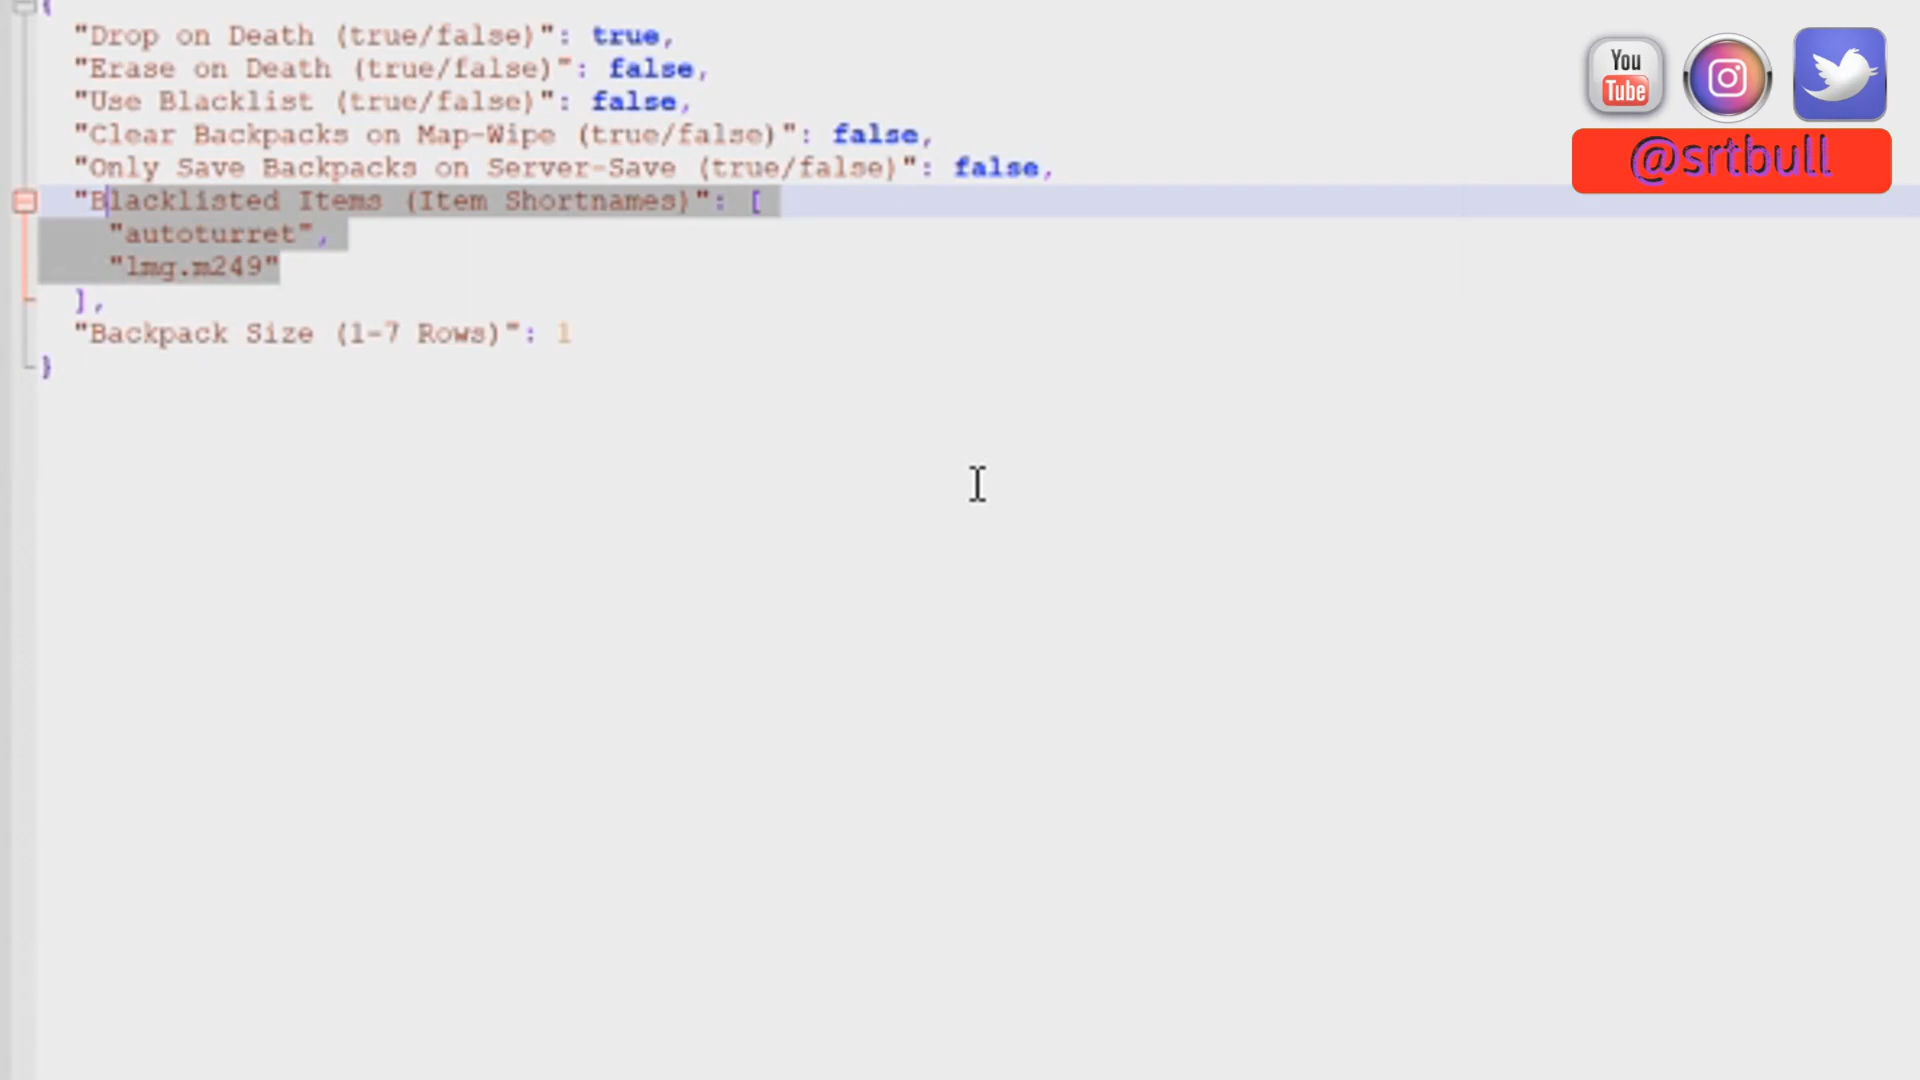 {
"Drop on Death (true/false)": true,
"Erase on Death (true/false)": false,
"Use Blacklist (true/false)": false,
"Clear Backpacks on Map-Wipe (true/false)": false,
"Only Save Backpacks on Server-Save (true/false)": false,
"Blacklisted Items (Item Shortnames)": [
"autoturret",
"lmg.m249"
],
"Backpack Size (1-7 Rows)": 1
}
You
Tube
@srtbull